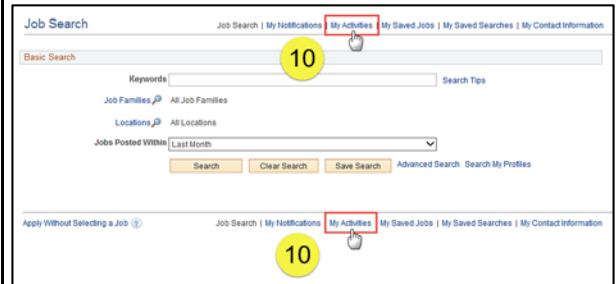 Job Search
Job Search | My Notifications | My Activities | My Saved Jobs | My Saved Searches | My Contact Information
10
Basic Search
Keywords
Search Tips
Job Families All Job Families
Locations All Locations
Jobs Posted Within Last Month
Search Clear Search Save Search Advanced Search Search My Profiles
Apply Without Selecting a Job ? Job Search | My Notifications | My Activities | My Saved Jobs | My Saved Searches | My Contact Information
10